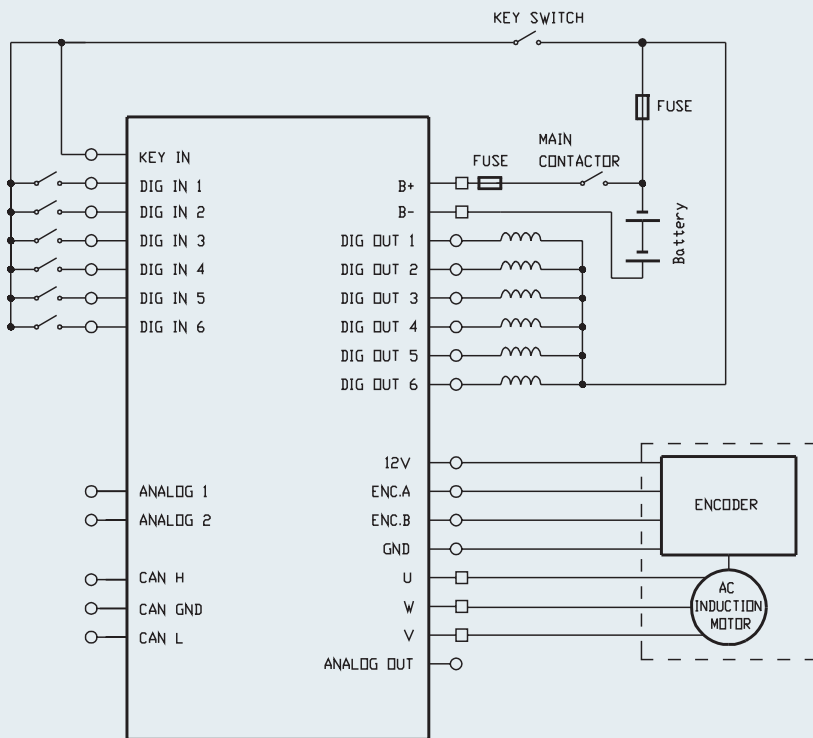 KEY SWITCH
FUSE
MAIN
CONTACTOR
FUSE
Battery
KEY IN
DIG IN 1
DIG IN 2
DIG IN 3
DIG IN 4
DIG IN 5
DIG IN 6
ANALOG 1
ANALOG 2
CAN H
CAN GND
CAN L
B+
B-
DIG OUT 1
DIG OUT 2
DIG OUT 3
DIG OUT 4
DIG OUT 5
DIG OUT 6
12V
ENC.A
ENC.B
GND
U
W
V
ANALOG OUT
ENCODER
AC
INDUCTION
MOTOR